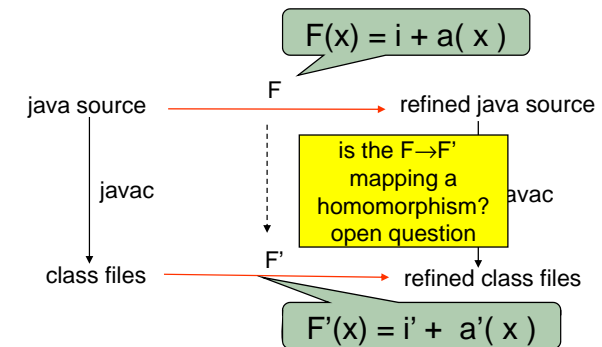 F(x) = i + a( x )
F
java source
refined java source
is the F→F'
mapping a
homomorphism?
open question
javac
avac
F'
class files
refined class files
F'(x) = i' + a'( x )